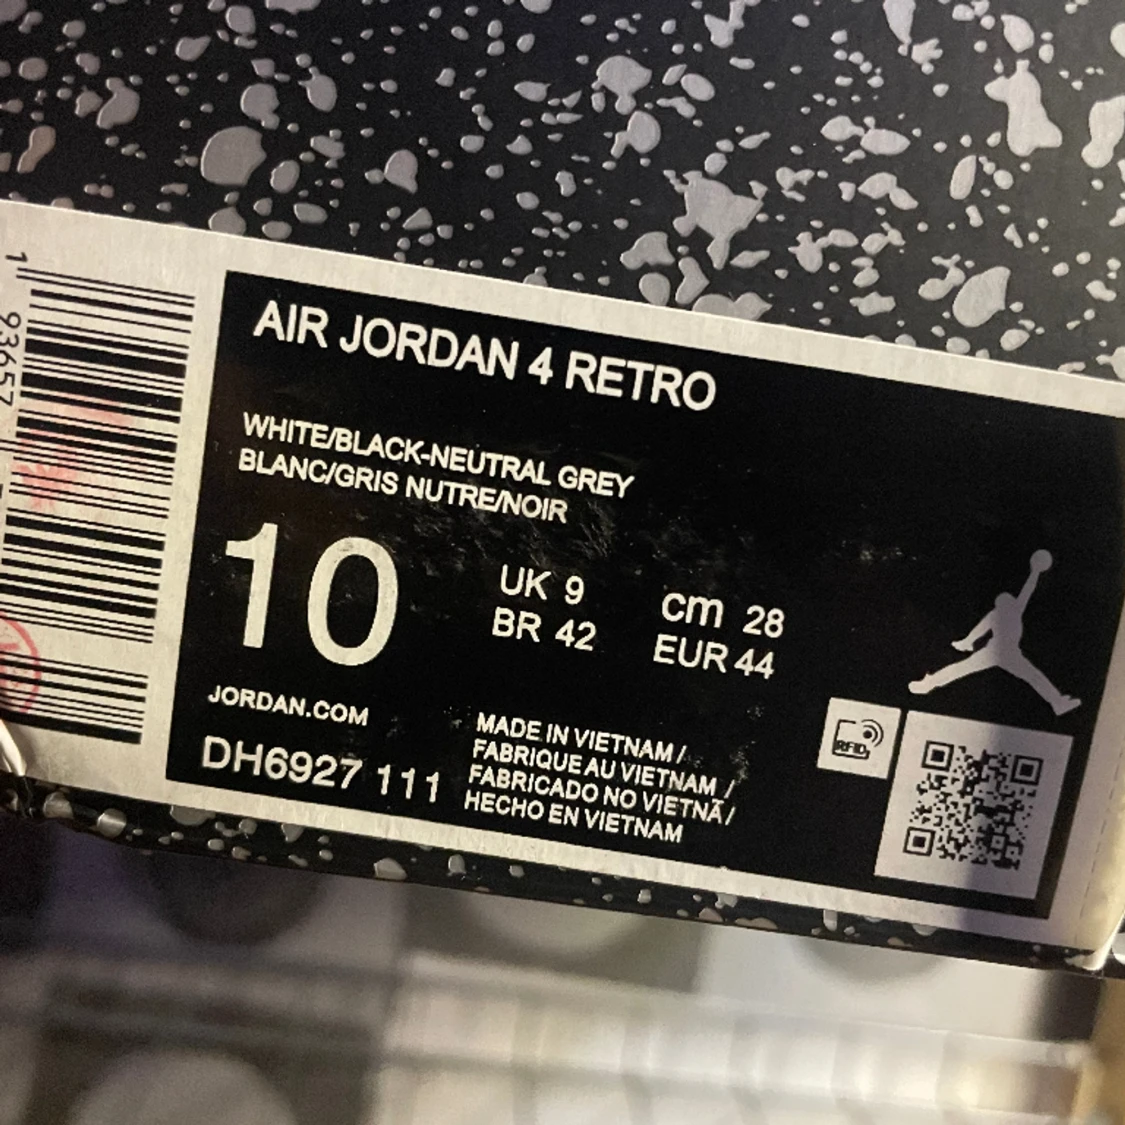 AIR JORDAN 4 RETRO
WHITE/BLACK-NEUTRAL GREY
BLANC/GRIS NUTRE/NOIR
10
UK 9
cm 28
BR 42
EUR 44
JORDAN.COM
DH6927 111
MADE IN VIETNAM /
FABRIQUE AU VIETNAM /
FABRICADO NO VIETNÃ/
HECHO EN VIETNAM
RFID
1 93657